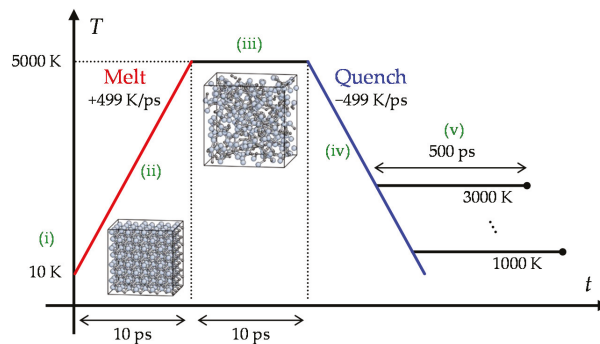 T
(iii)
5000 K
Melt
+499 K/ps
Quench
−499 K/ps
(v)
500 ps
(ii)
(iv)
3000 K
(i)
1000 K
10 K
t
10 ps
10 ps